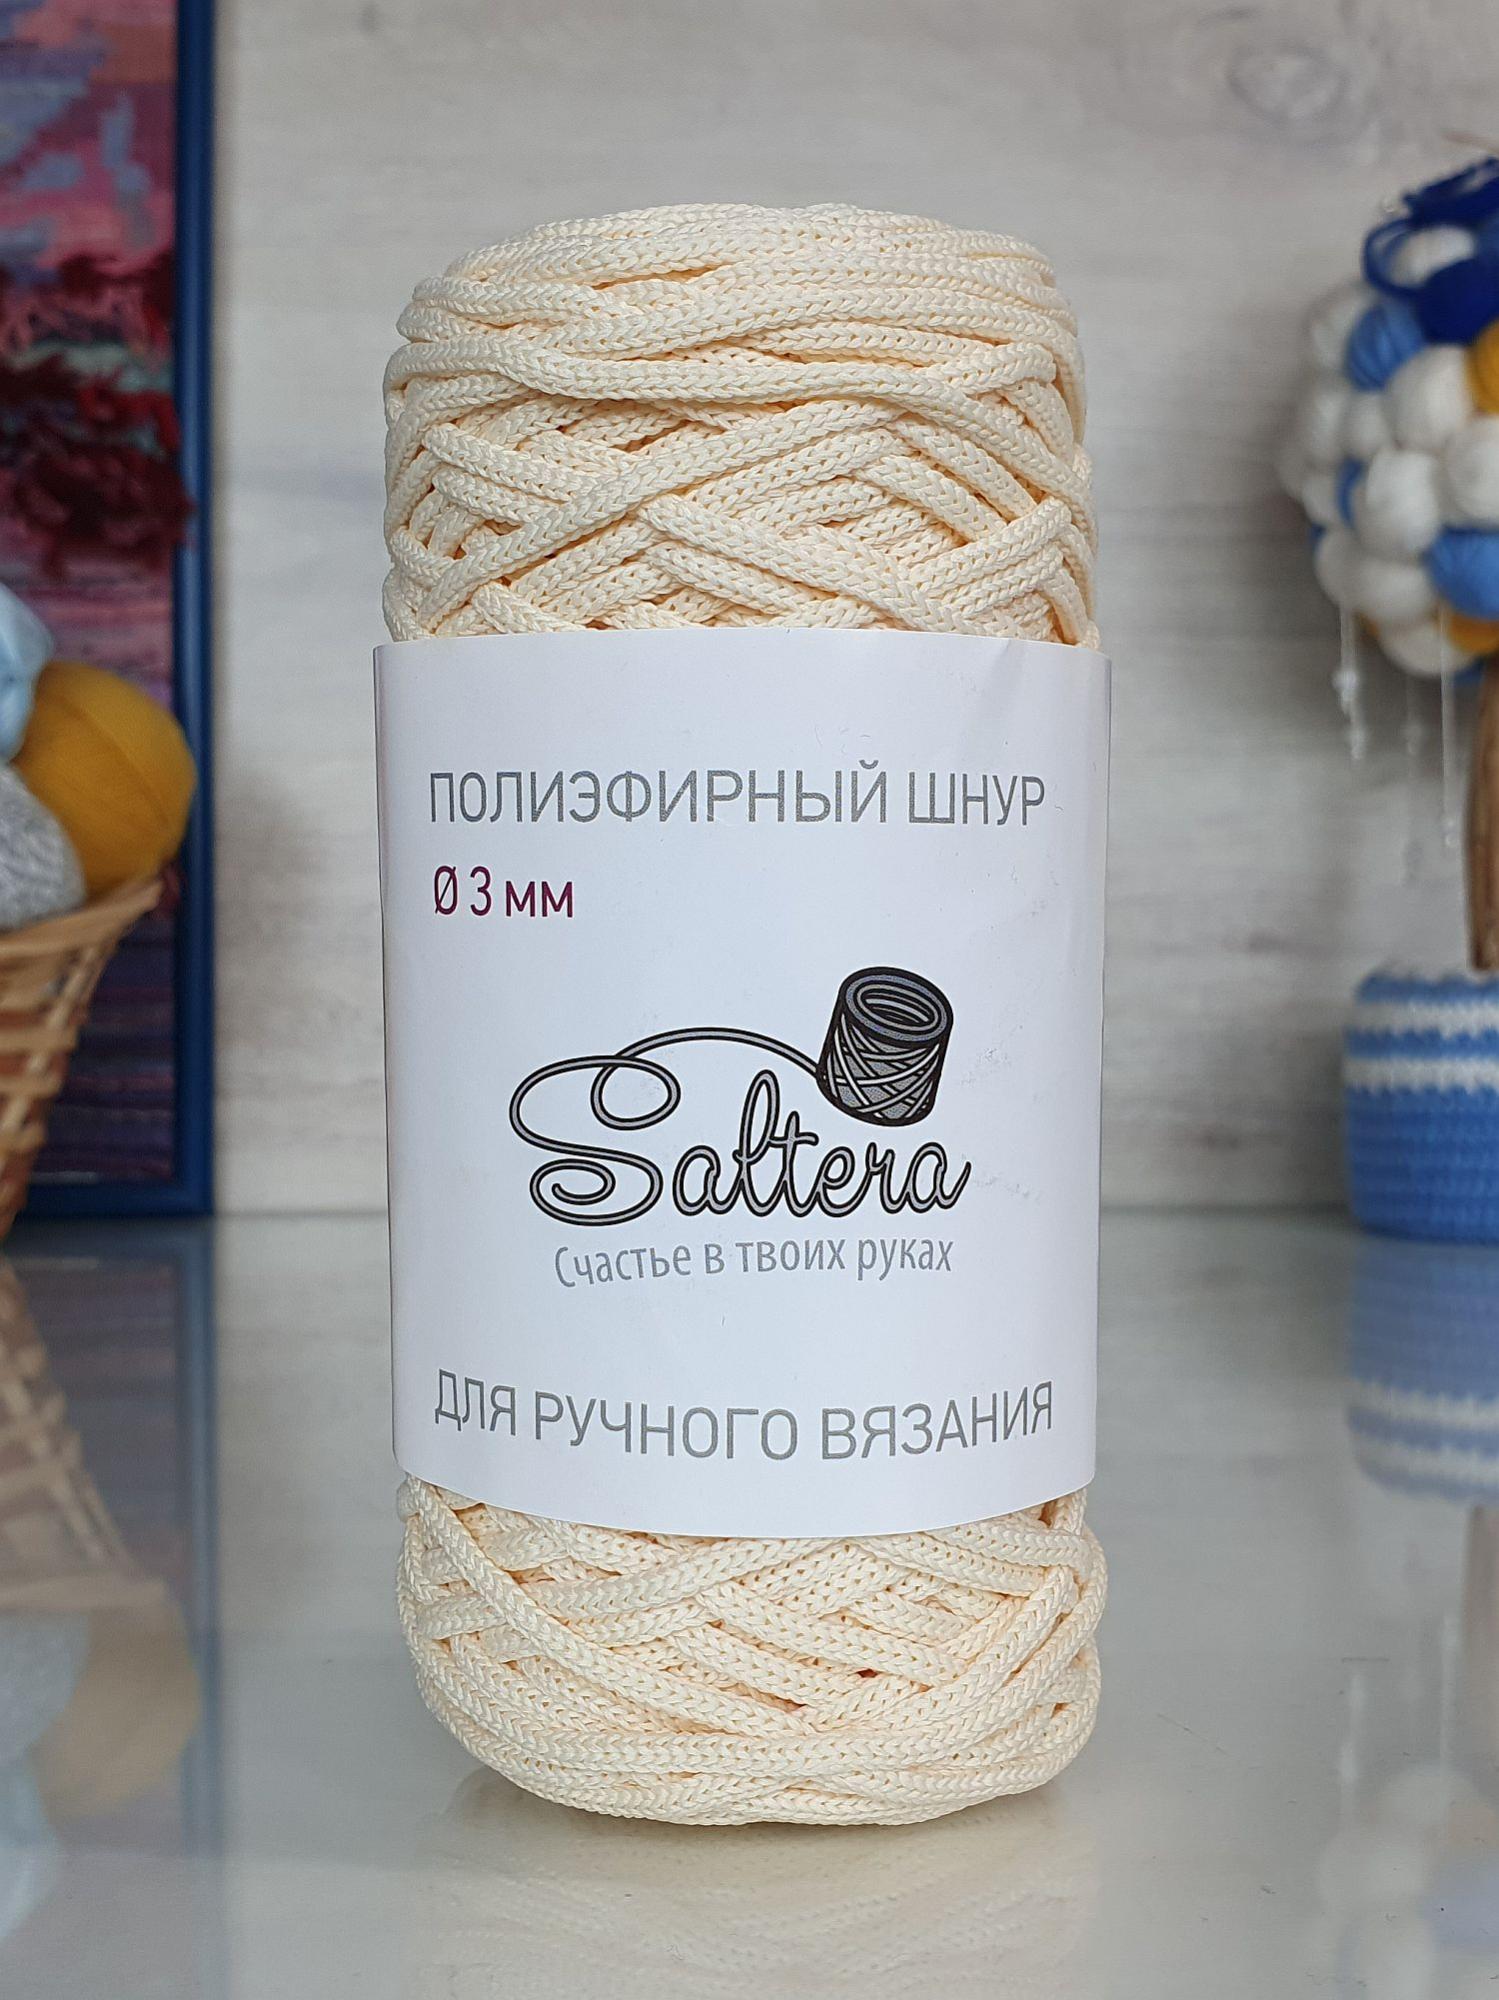 ПОЛИЭФИРНЫЙ ШНУР
Ø 3 мм
Saltera
Счастье в твоих руках
ДЛЯ РУЧНОГО ВЯЗАНИЯ